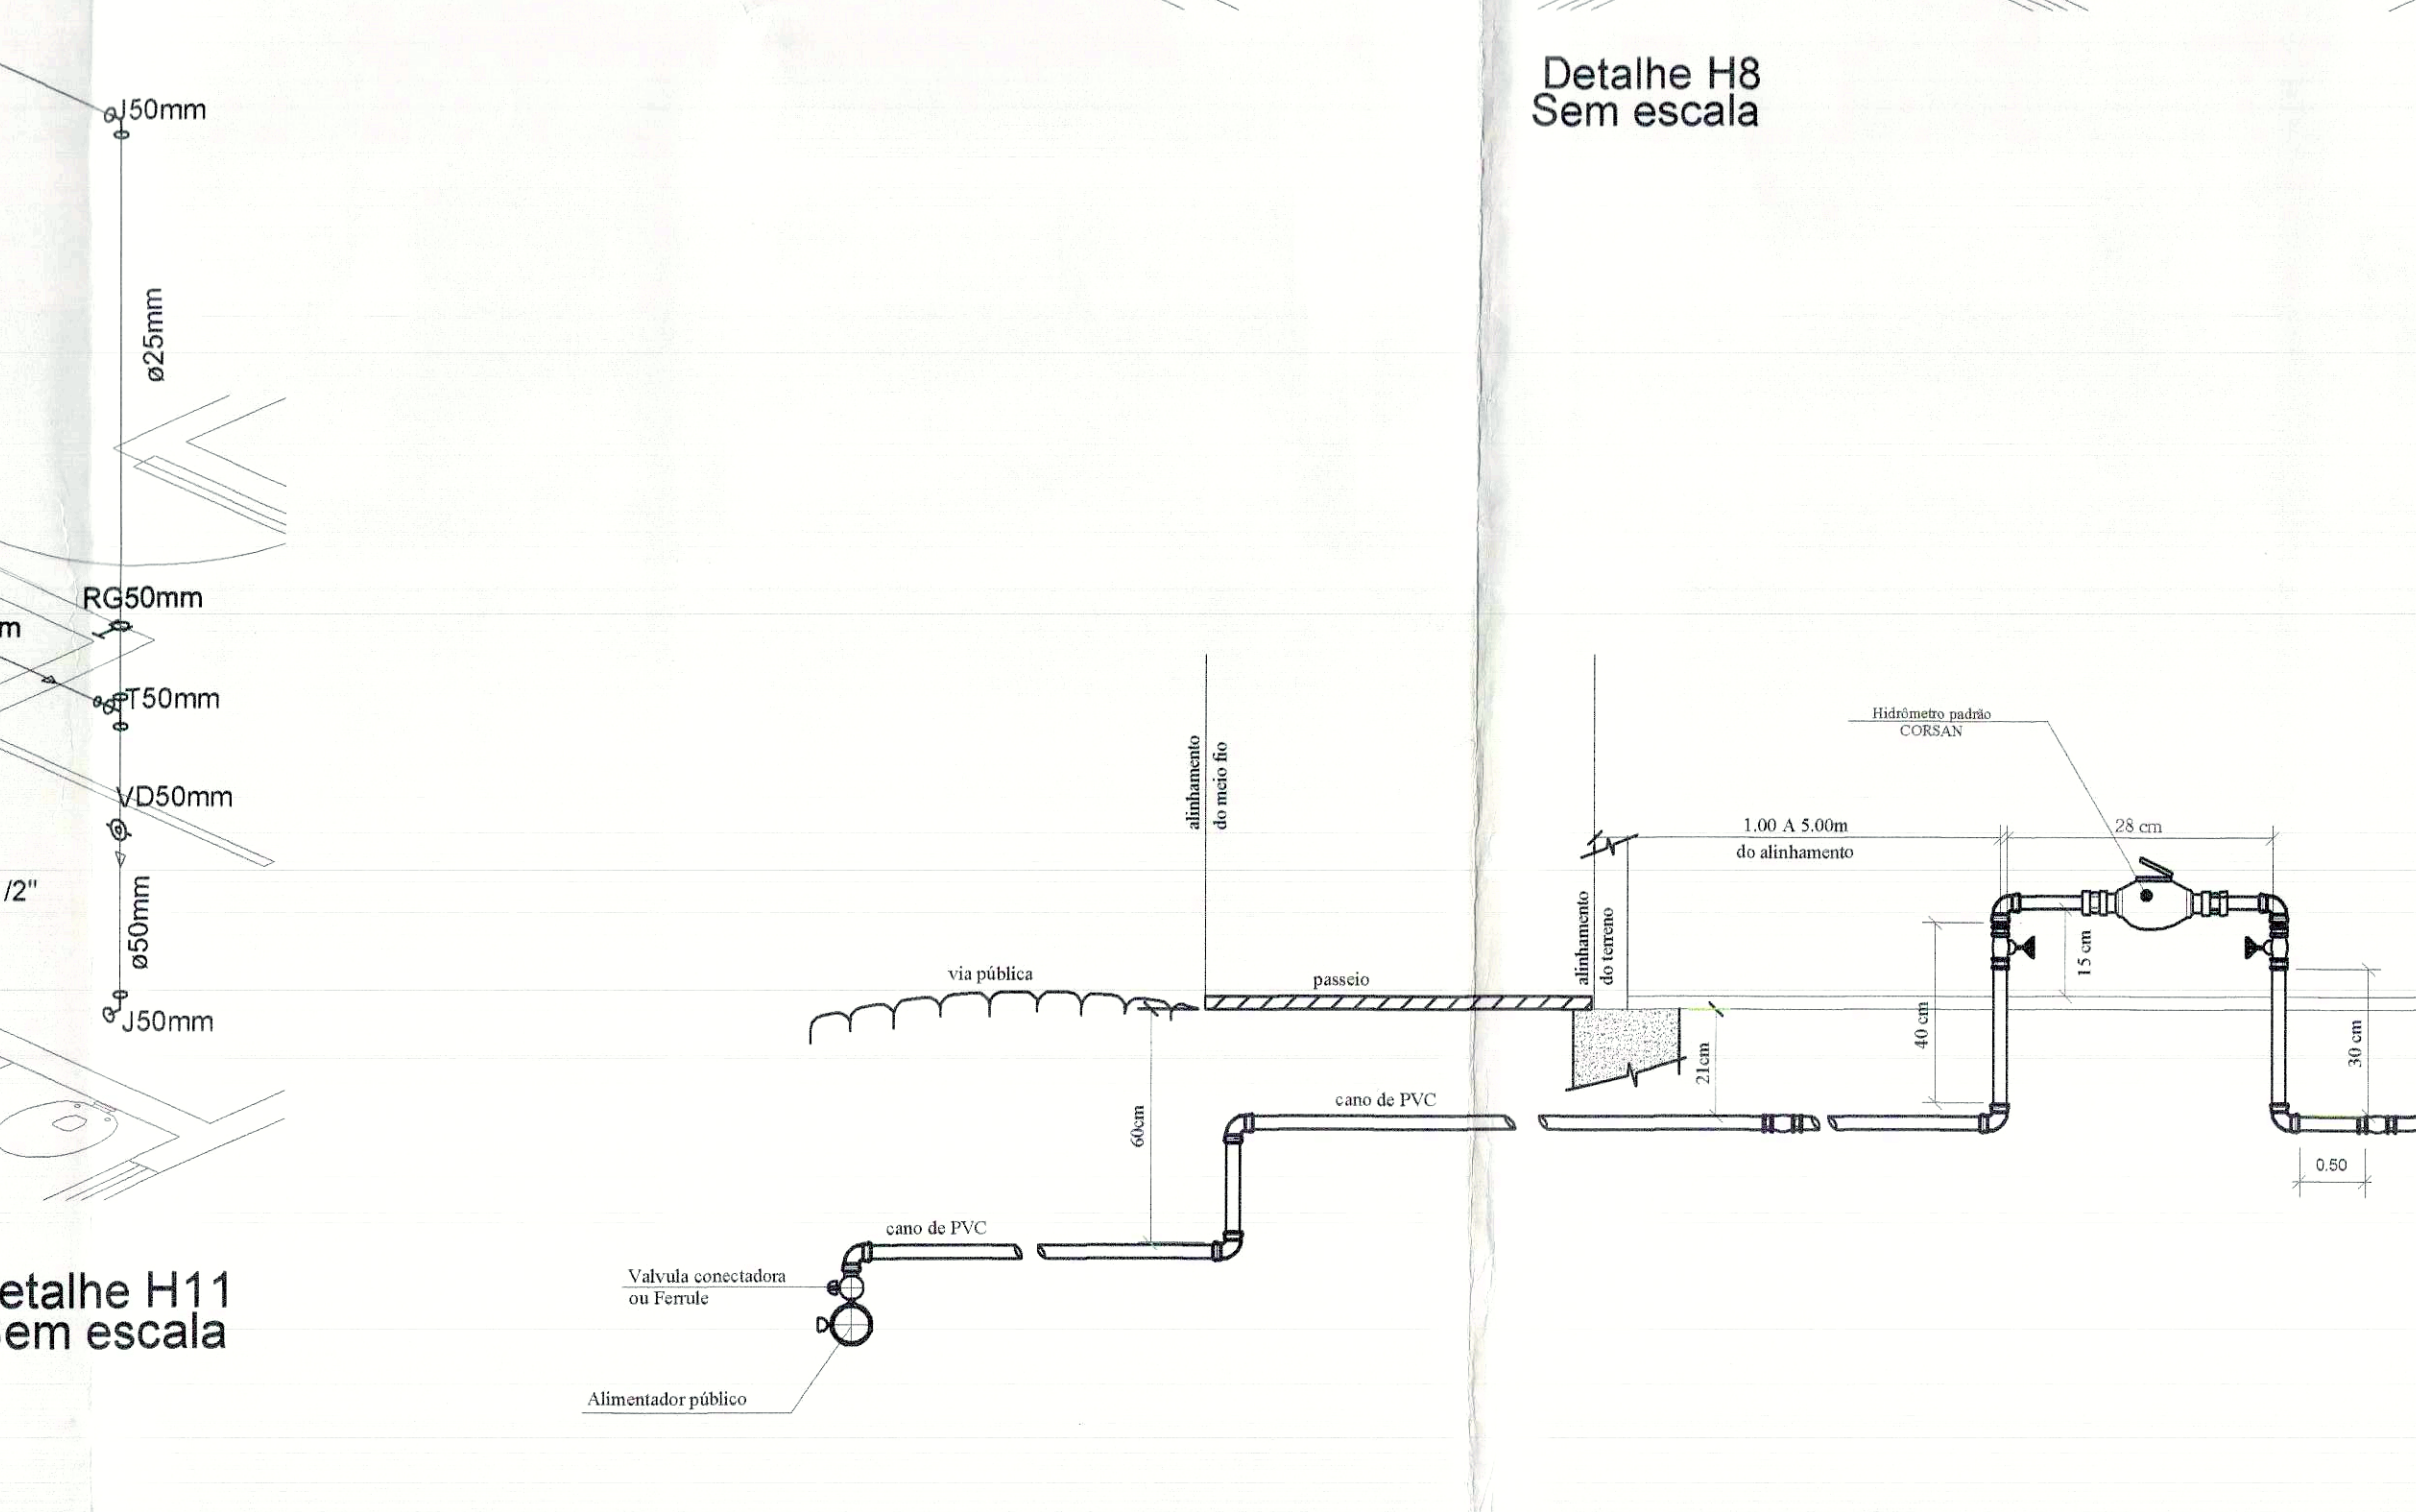 J50mm
ø25mm
RG50mm
m
T50mm
VD50mm
/2"
ø50mm
J50mm
etalhe H11
em escala
Detalhe H8
Sem escala
alinhamento
do meio fio
via pública
passeio
alinhamento
do terreno
1.00 A 5.00m
do alinhamento
Hidrômetro padrão
CORSAN
28 cm
15 cm
40 cm
30 cm
21cm
60cm
cano de PVC
0.50
cano de PVC
Valvula conectadora
ou Ferrule
Alimentador público